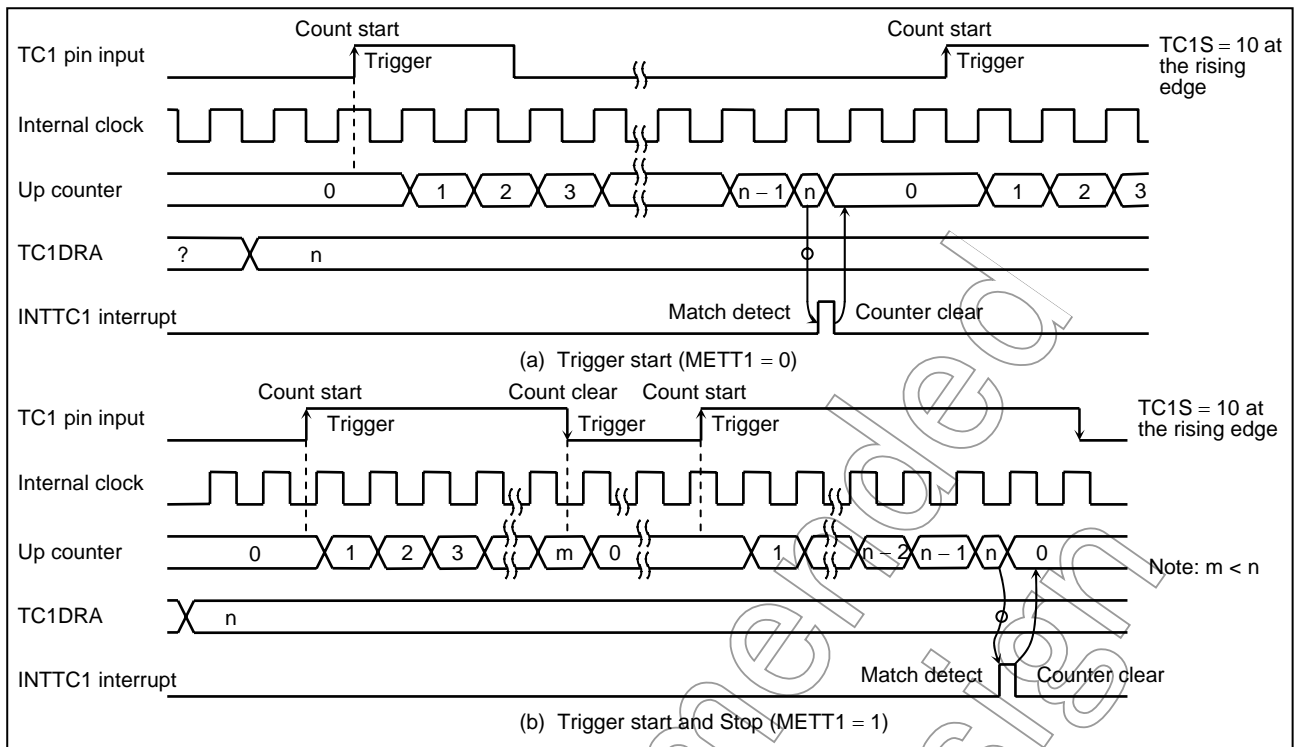 Count start Count start
TC1 pin input Trigger Trigger TC1S = 10 at
the rising
edge
Internal clock
Up counter 0 1 2 3 n − 1 n 0 1 2 3
TC1DRA ? n
INTTC1 interrupt Match detect Counter clear
(a) Trigger start (METT1 = 0)
Count start Count clear Count start
TC1 pin input Trigger Trigger Trigger TC1S = 10 at
the rising edge
Internal clock
Up counter 0 1 2 3 m 0 1 n − 2 n − 1 n 0
Note: m < n
TC1DRA n
INTTC1 interrupt Match detect Counter clear
(b) Trigger start and Stop (METT1 = 1)